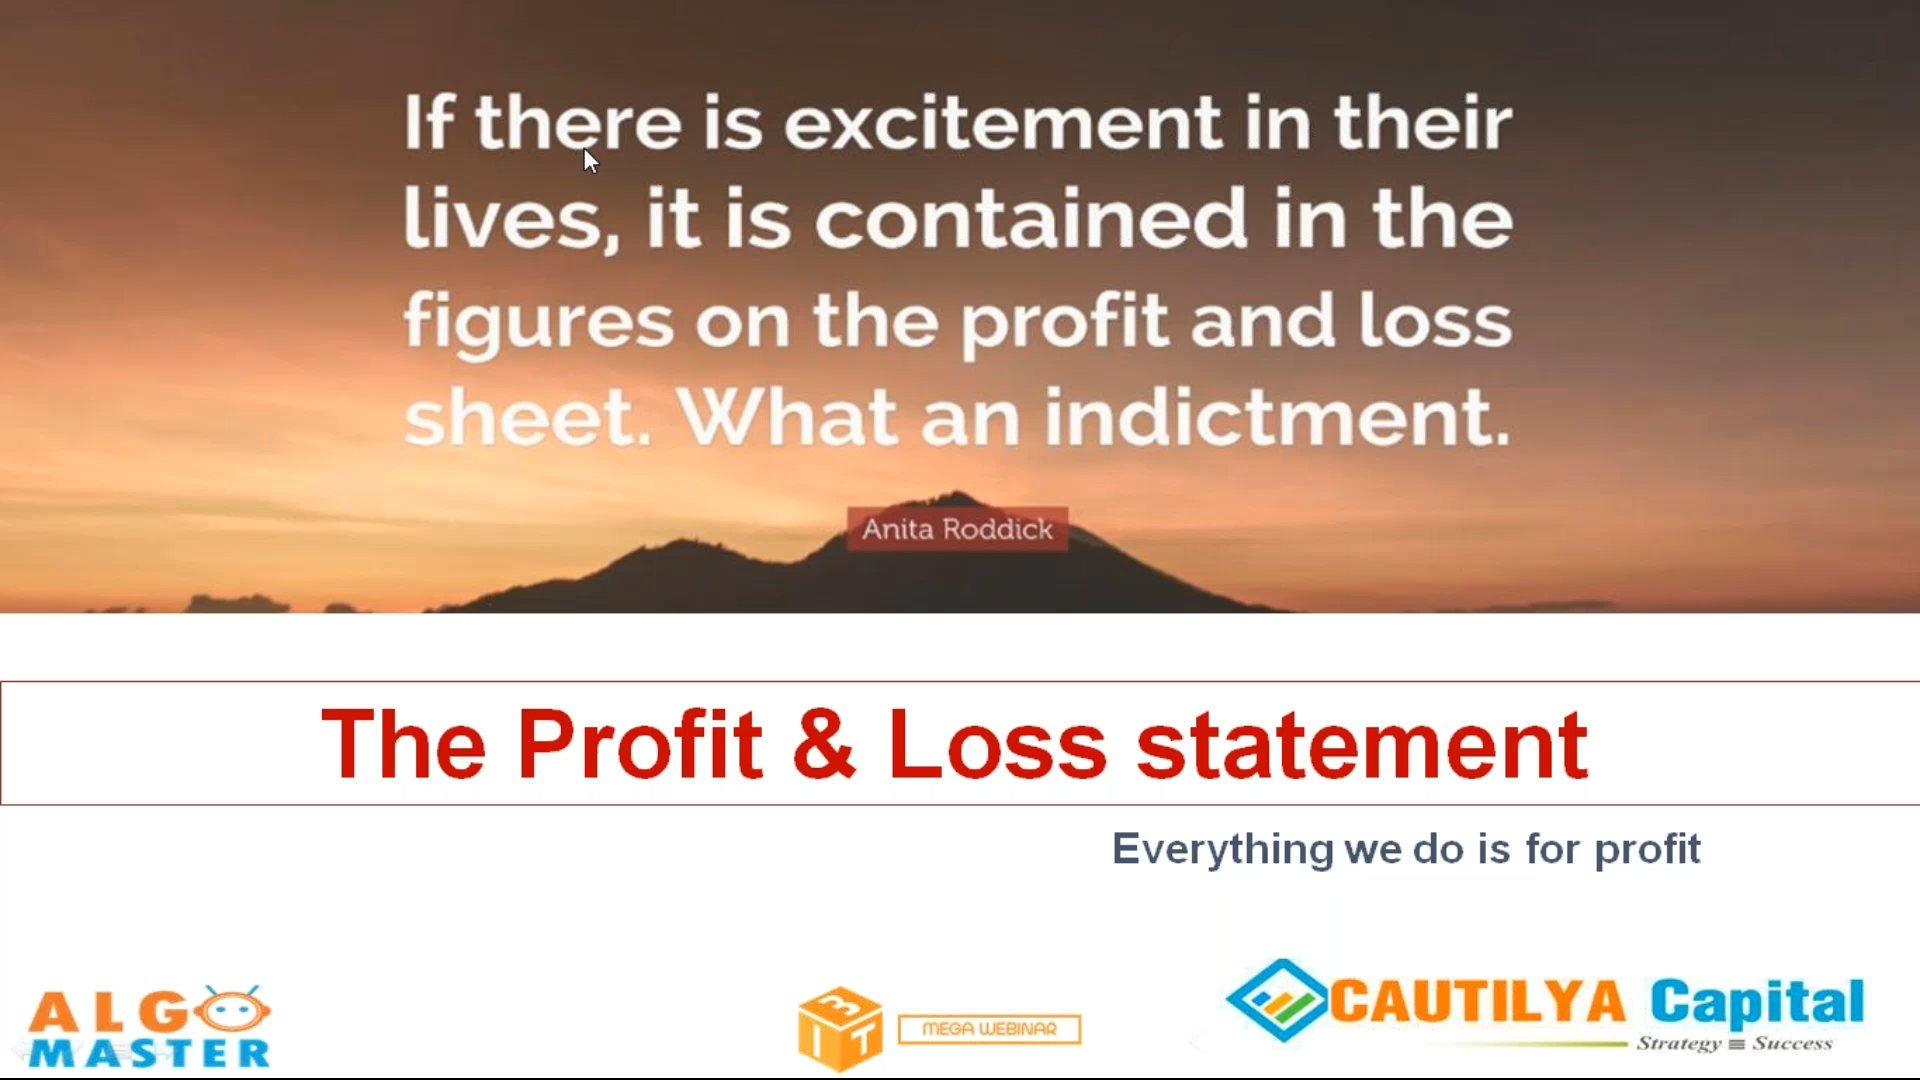 If there is excitement in their
lives, it is contained in the
figures on the profit and loss
sheet. What an indictment.
Anita Roddick
The Profit & Loss statement
Everything we do is for profit
ALGO
MASTER
3
IT
MEGA WEBINAR
CAUTILYA Capital
Strategy ≡ Success